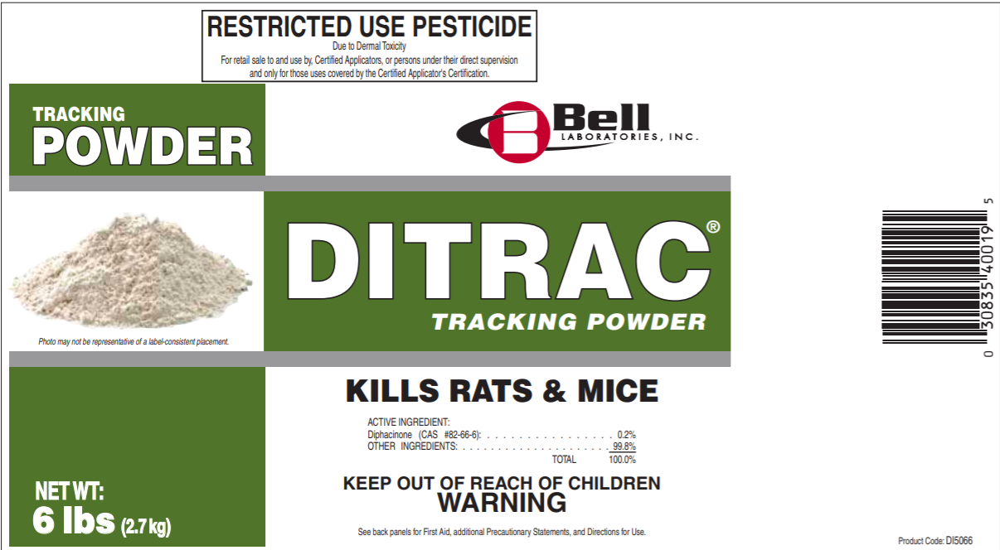 RESTRICTED USE PESTICIDE
Due to Dermal Toxicity
For retail sale to and use by, Certified Applicators, or persons under their direct supervision
and only for those uses covered by the Certified Applicator's Certification.
TRACKING
POWDER
Bell
LABORATORIES, INC.
DITRAC®
TRACKING POWDER
Photo may not be representative of a label-consistent placement.
KILLS RATS & MICE
ACTIVE INGREDIENT:
Diphacinone (CAS #82-66-6): . . . . . . . . . . . . . . . . . 0.2%
OTHER INGREDIENTS: . . . . . . . . . . . . . . . . . . . . . 99.8%
TOTAL 100.0%
KEEP OUT OF REACH OF CHILDREN
WARNING
See back panels for First Aid, additional Precautionary Statements, and Directions for Use.
NET WT:
6 lbs (2.7 kg)
0 30835 40019 5
Product Code: DI5066